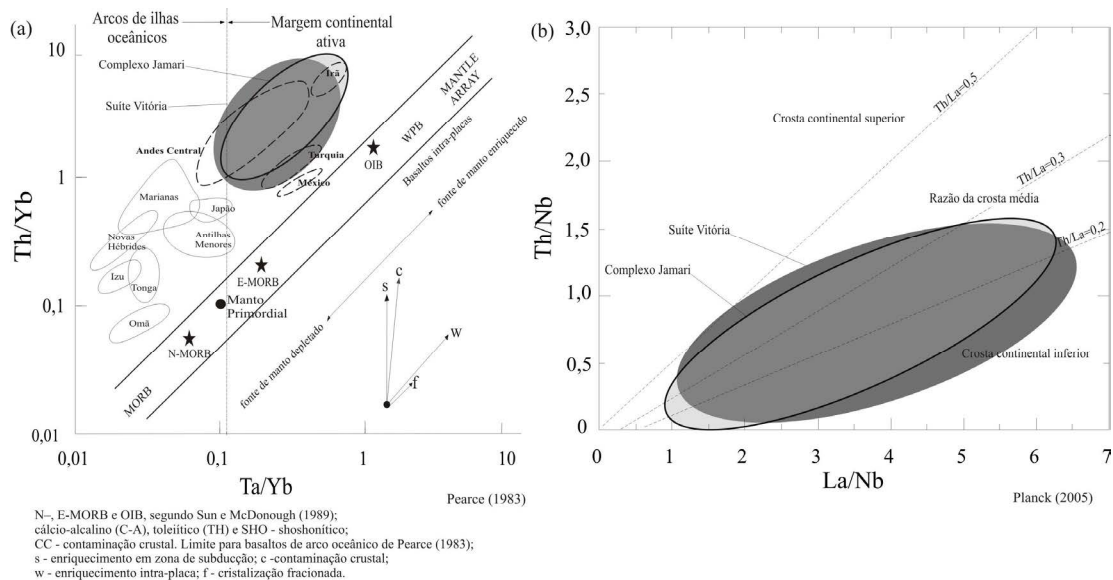 (a)
Arcos de ilhas
oceânicos
Margem continental
ativa
Complexo Jamari
Suíte Vitória
Irã
Andes Central
Turquia
México
Marianas
Japão
Novas
Hébrides
Antilhas
Menores
Izu
Tonga
Omã
MANTLE
ARRAY
WPB
Basaltos intra-placas
OIB
fonte de manto enriquecido
E-MORB
Manto
Primordial
N-MORB
MORB
fonte de manto depletado
s
c
w
f
10
1
0,1
0,01
Th/Yb
0,01
0,1
1
10
Ta/Yb
Pearce (1983)
N–, E-MORB e OIB, segundo Sun e McDonough (1989);
cálcio-alcalino (C-A), toleiítico (TH) e SHO - shoshonítico;
CC - contaminação crustal. Limite para basaltos de arco oceânico de Pearce (1983);
s - enriquecimento em zona de subducção; c -contaminação crustal;
w - enriquecimento intra-placa; f - cristalização fracionada.
(b)
3,0
2,5
2,0
1,5
1,0
0,5
0
Th/Nb
Th/La=0,5
Crosta continental superior
Th/La=0,3
Razão da crosta média
Suíte Vitória
Th/La=0,2
Complexo Jamari
Crosta continental inferior
0
1
2
3
4
5
6
7
La/Nb
Planck (2005)